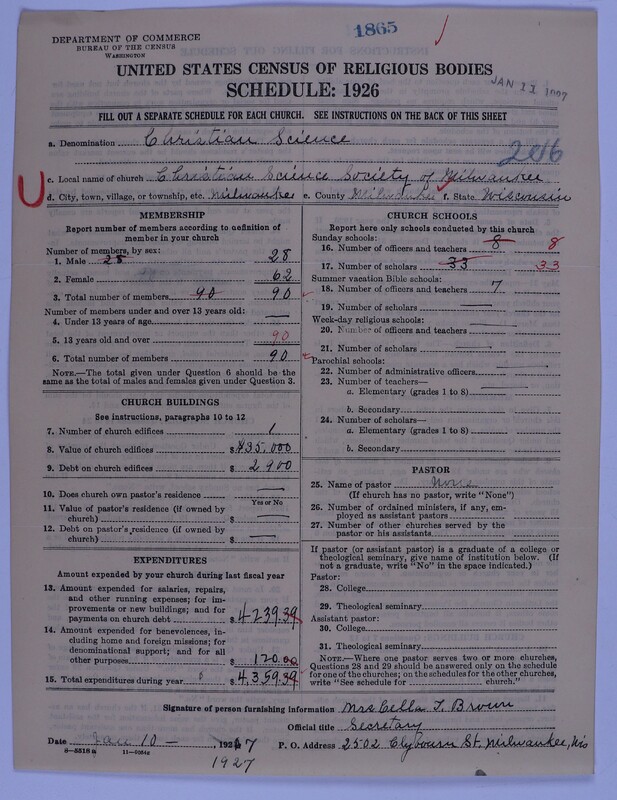 1865
DEPARTMENT OF COMMERCE
BUREAU OF THE CENSUS
WASHINGTON
UNITED STATES CENSUS OF RELIGIOUS BODIES
SCHEDULE: 1926
JAN 11 1927
FILL OUT A SEPARATE SCHEDULE FOR EACH CHURCH. SEE INSTRUCTIONS ON THE BACK OF THIS SHEET
a. Denomination Christian Science
206
c. Local name of church Christian Science Society of Milwaukee
d. City, town, village, or township, etc. Milwaukee e. County Milwaukee f. State Wisconsin
MEMBERSHIP
Report number of members according to definition of
member in your church
Number of members, by sex:
1. Male 28 28
2. Female 62
3. Total number of members 90 90
Number of members under and over 13 years old:
4. Under 13 years of age —
5. 13 years old and over 90
6. Total number of members 90
NOTE.—The total given under Question 6 should be the
same as the total of males and females given under Question 3.
CHURCH BUILDINGS
See instructions, paragraphs 10 to 12
7. Number of church edifices 1
8. Value of church edifices $ 35,000
9. Debt on church edifices $ 2900
10. Does church own pastor's residence —
Yes or No
11. Value of pastor's residence (if owned by
church) $ —
12. Debt on pastor's residence (if owned by
church) $ —
EXPENDITURES
Amount expended by your church during last fiscal year
13. Amount expended for salaries, repairs,
and other running expenses; for im-
provements or new buildings; and for
payments on church debt $ 4239.39
14. Amount expended for benevolences, in-
cluding home and foreign missions; for
denominational support; and for all
other purposes $ 120.00
15. Total expenditures during year $ 4,359.39
CHURCH SCHOOLS
Report here only schools conducted by this church
Sunday schools:
16. Number of officers and teachers 8 8
17. Number of scholars 33 33
Summer vacation Bible schools:
18. Number of officers and teachers 7
19. Number of scholars —
Week-day religious schools:
20. Number of officers and teachers —
21. Number of scholars —
Parochial schools:
22. Number of administrative officers —
23. Number of teachers—
a. Elementary (grades 1 to 8) —
b. Secondary
24. Number of scholars—
a. Elementary (grades 1 to 8) —
b. Secondary
PASTOR
25. Name of pastor None
(If church has no pastor, write "None")
26. Number of ordained ministers, if any, em-
ployed as assistant pastors
27. Number of other churches served by the
pastor or his assistants
If pastor (or assistant pastor) is a graduate of a college or
theological seminary, give name of institution below. (If
not a graduate, write "No" in the space indicated.)
Pastor:
28. College
29. Theological seminary
Assistant pastor:
30. College
31. Theological seminary
NOTE.—Where one pastor serves two or more churches,
Questions 28 and 29 should be answered only on the schedule
for one of the churches; on the schedules for the other churches,
write "See schedule for church."
Signature of person furnishing information Mrs Cella T. Brown
Official title Secretary
Date Jan 10 — , 1927 P. O. Address 2502 Clybourn St. Milwaukee, Wis
1927